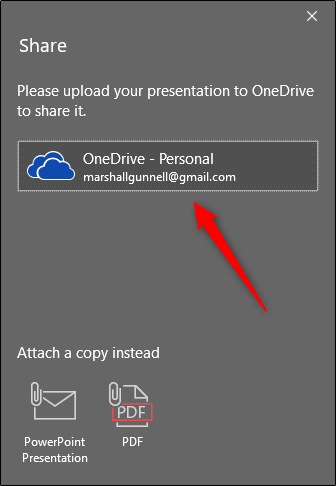 Share
Please upload your presentation to OneDrive
to share it.
OneDrive - Personal
marshallgunnell@gmail.com
Attach a copy instead
PDF
PowerPoint
Presentation
PDF